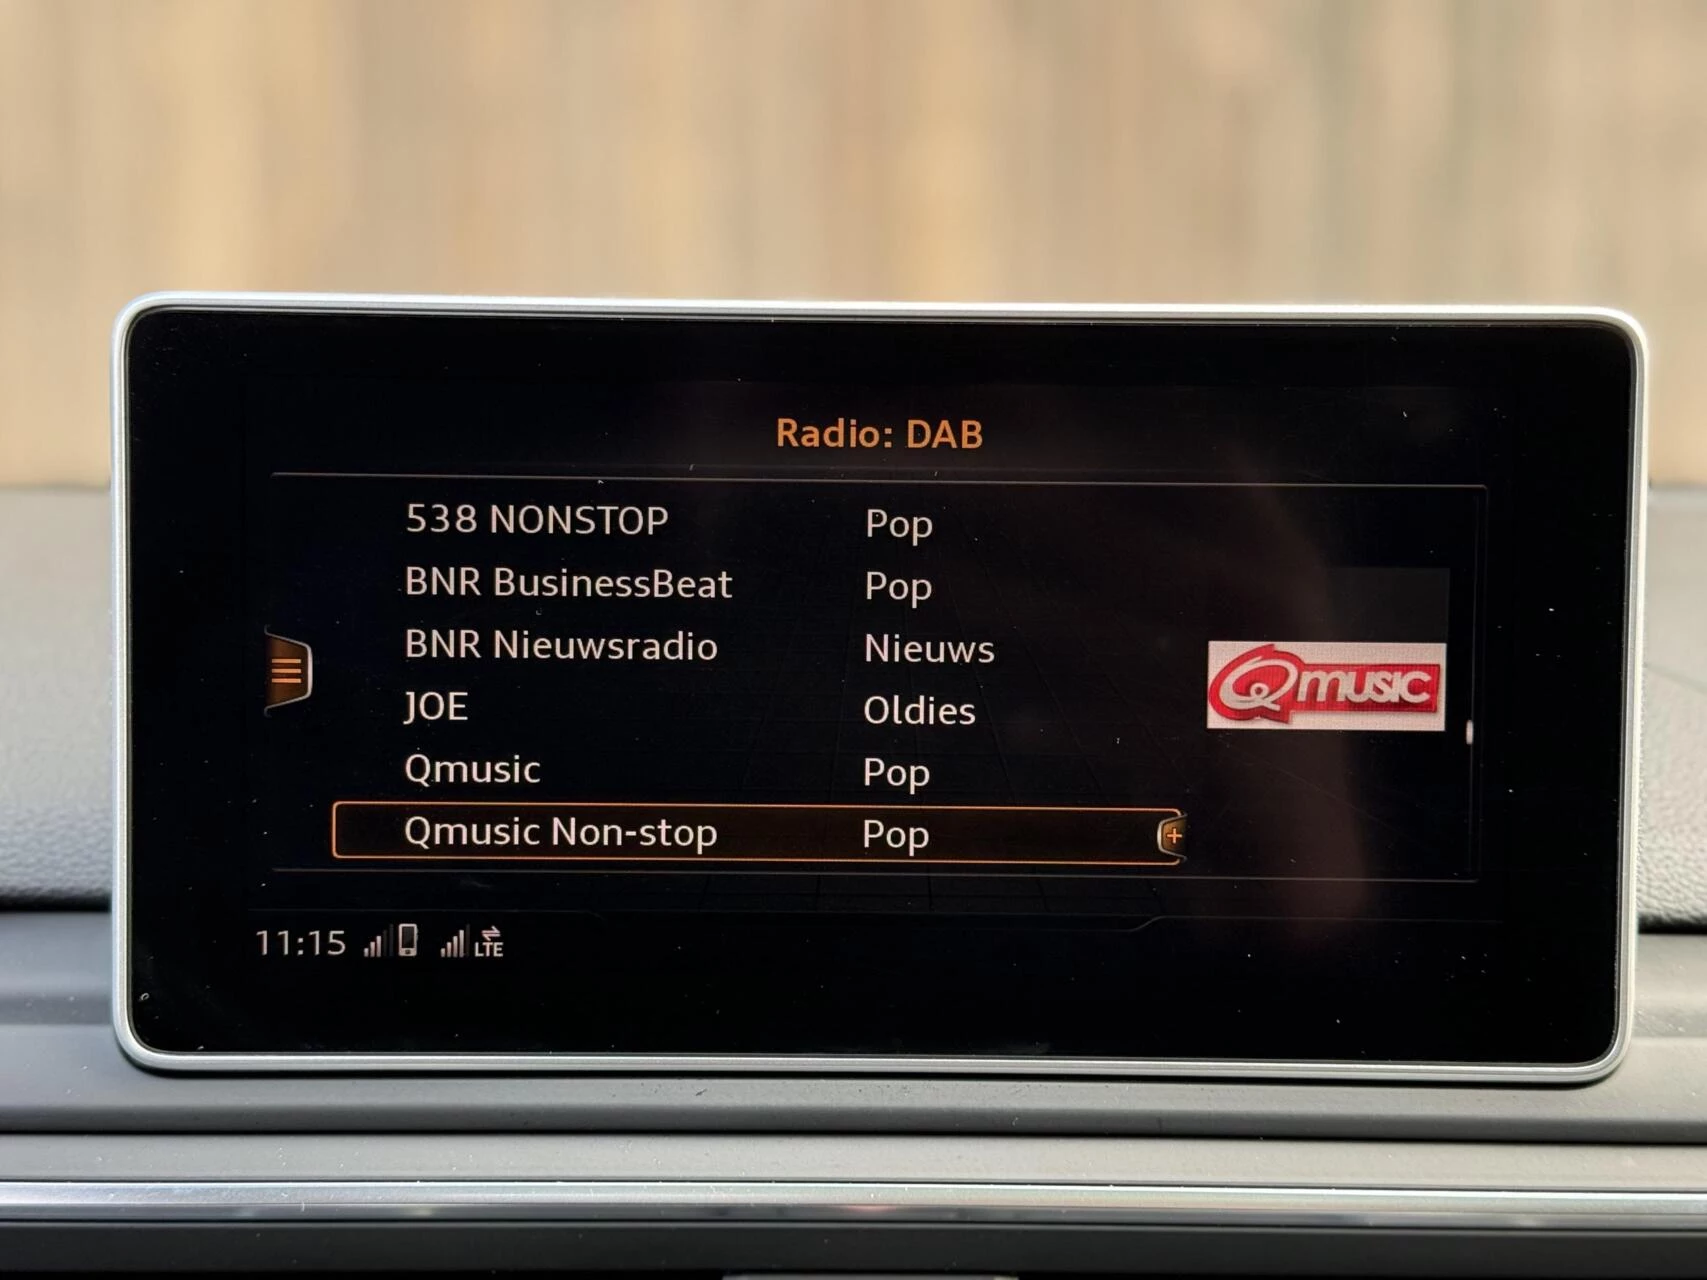 Radio: DAB
538 NONSTOP Pop
BNR BusinessBeat Pop
BNR Nieuwsradio Nieuws
JOE Oldies
Qmusic Pop
Qmusic Non-stop Pop
Qmusic
11:15 LTE